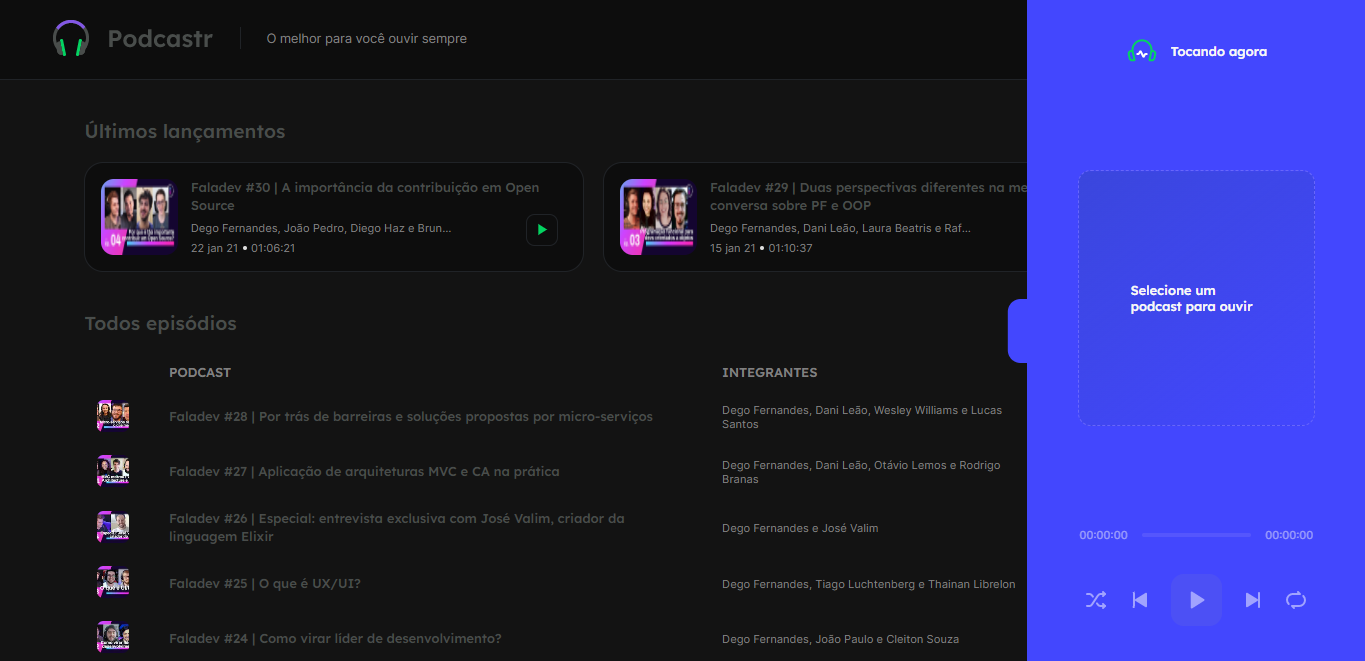 Podcastr
O melhor para você ouvir sempre
Tocando agora
Últimos lançamentos
Faladev #30 | A importância da contribuição em Open
Source
Dego Fernandes, João Pedro, Diego Haz e Brun...
22 jan 21 • 01:06:21
Faladev #29 | Duas perspectivas diferentes na me
conversa sobre PF e OOP
Dego Fernandes, Dani Leão, Laura Beatris e Raf...
15 jan 21 • 01:10:37
Selecione um
podcast para ouvir
Todos episódios
PODCAST
INTEGRANTES
Faladev #28 | Por trás de barreiras e soluções propostas por micro-serviços
Dego Fernandes, Dani Leão, Wesley Williams e Lucas
Santos
Faladev #27 | Aplicação de arquiteturas MVC e CA na prática
Dego Fernandes, Dani Leão, Otávio Lemos e Rodrigo
Branas
Faladev #26 | Especial: entrevista exclusiva com José Valim, criador da
linguagem Elixir
Dego Fernandes e José Valim
Faladev #25 | O que é UX/UI?
Dego Fernandes, Tiago Luchtenberg e Thainan Librelon
Faladev #24 | Como virar lider de desenvolvimento?
Dego Fernandes, João Paulo e Cleiton Souza
00:00:00
00:00:00